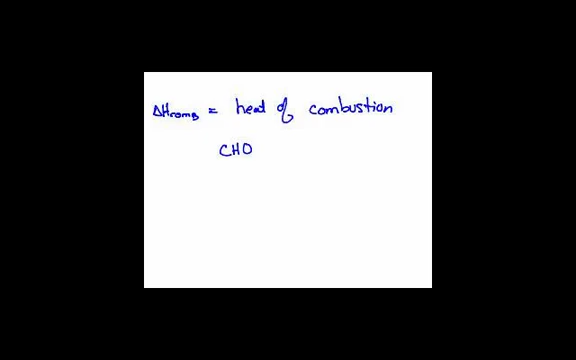 ΔHcomb = heat of combustion
CHO